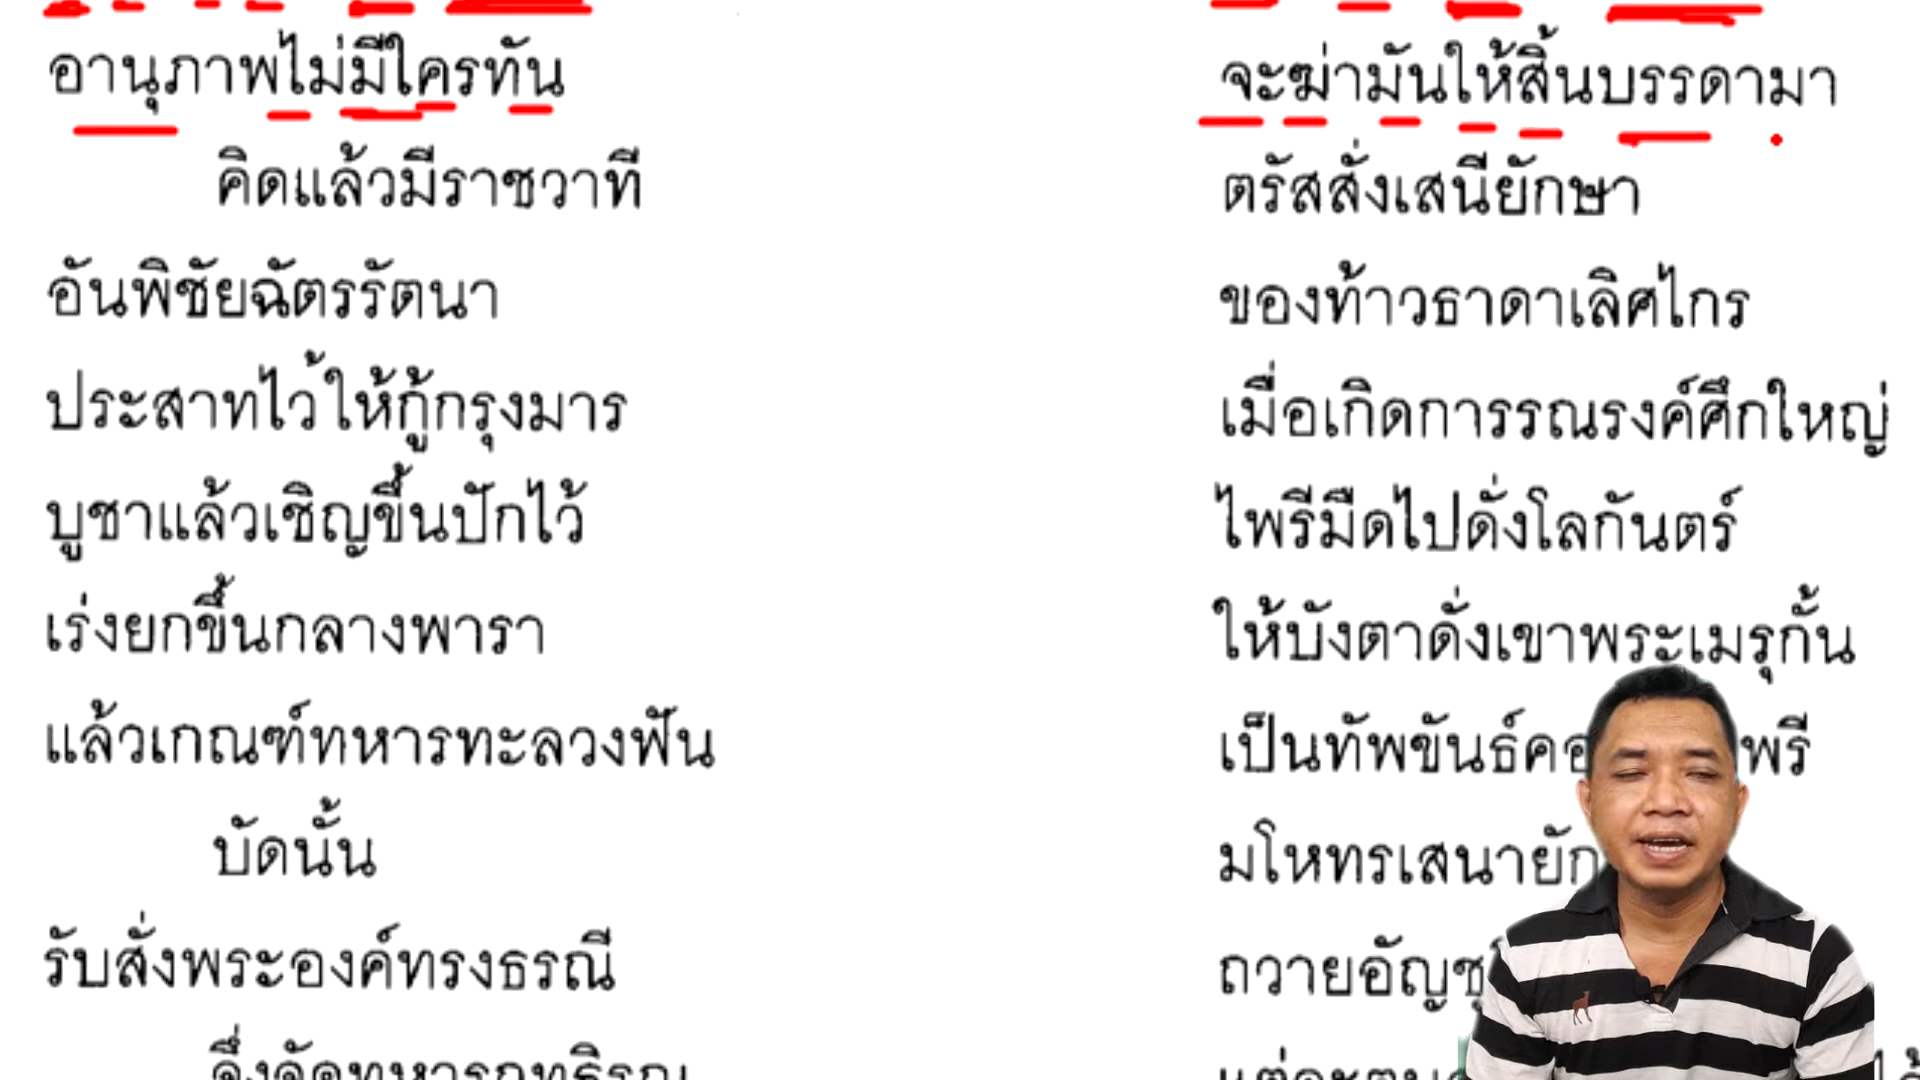 อานุภาพไม่มีใครทัน จะฆ่ามันให้สิ้นบรรดามา
คิดแล้วมีราชวาที ตรัสสั่งเสนียักษา
อันพิชัยฉัตรรัตนา ของท้าวธาดาเลิศไกร
ประสาทไว้ให้กู้กรุงมาร เมื่อเกิดการรณรงค์ศึกใหญ่
บูชาแล้วเชิญขึ้นปักไว้ ไพรีมืดไปดั่งโลกันตร์
เร่งยกขึ้นกลางพารา ให้บังตาดั่งเขาพระเมรุกั้น
แล้วเกณฑ์ทหารทะลวงฟัน เป็นทัพขันธ์
บัดนั้น มโหทรเสนา
รับสั่งพระองค์ทรงธรณี ถวาย